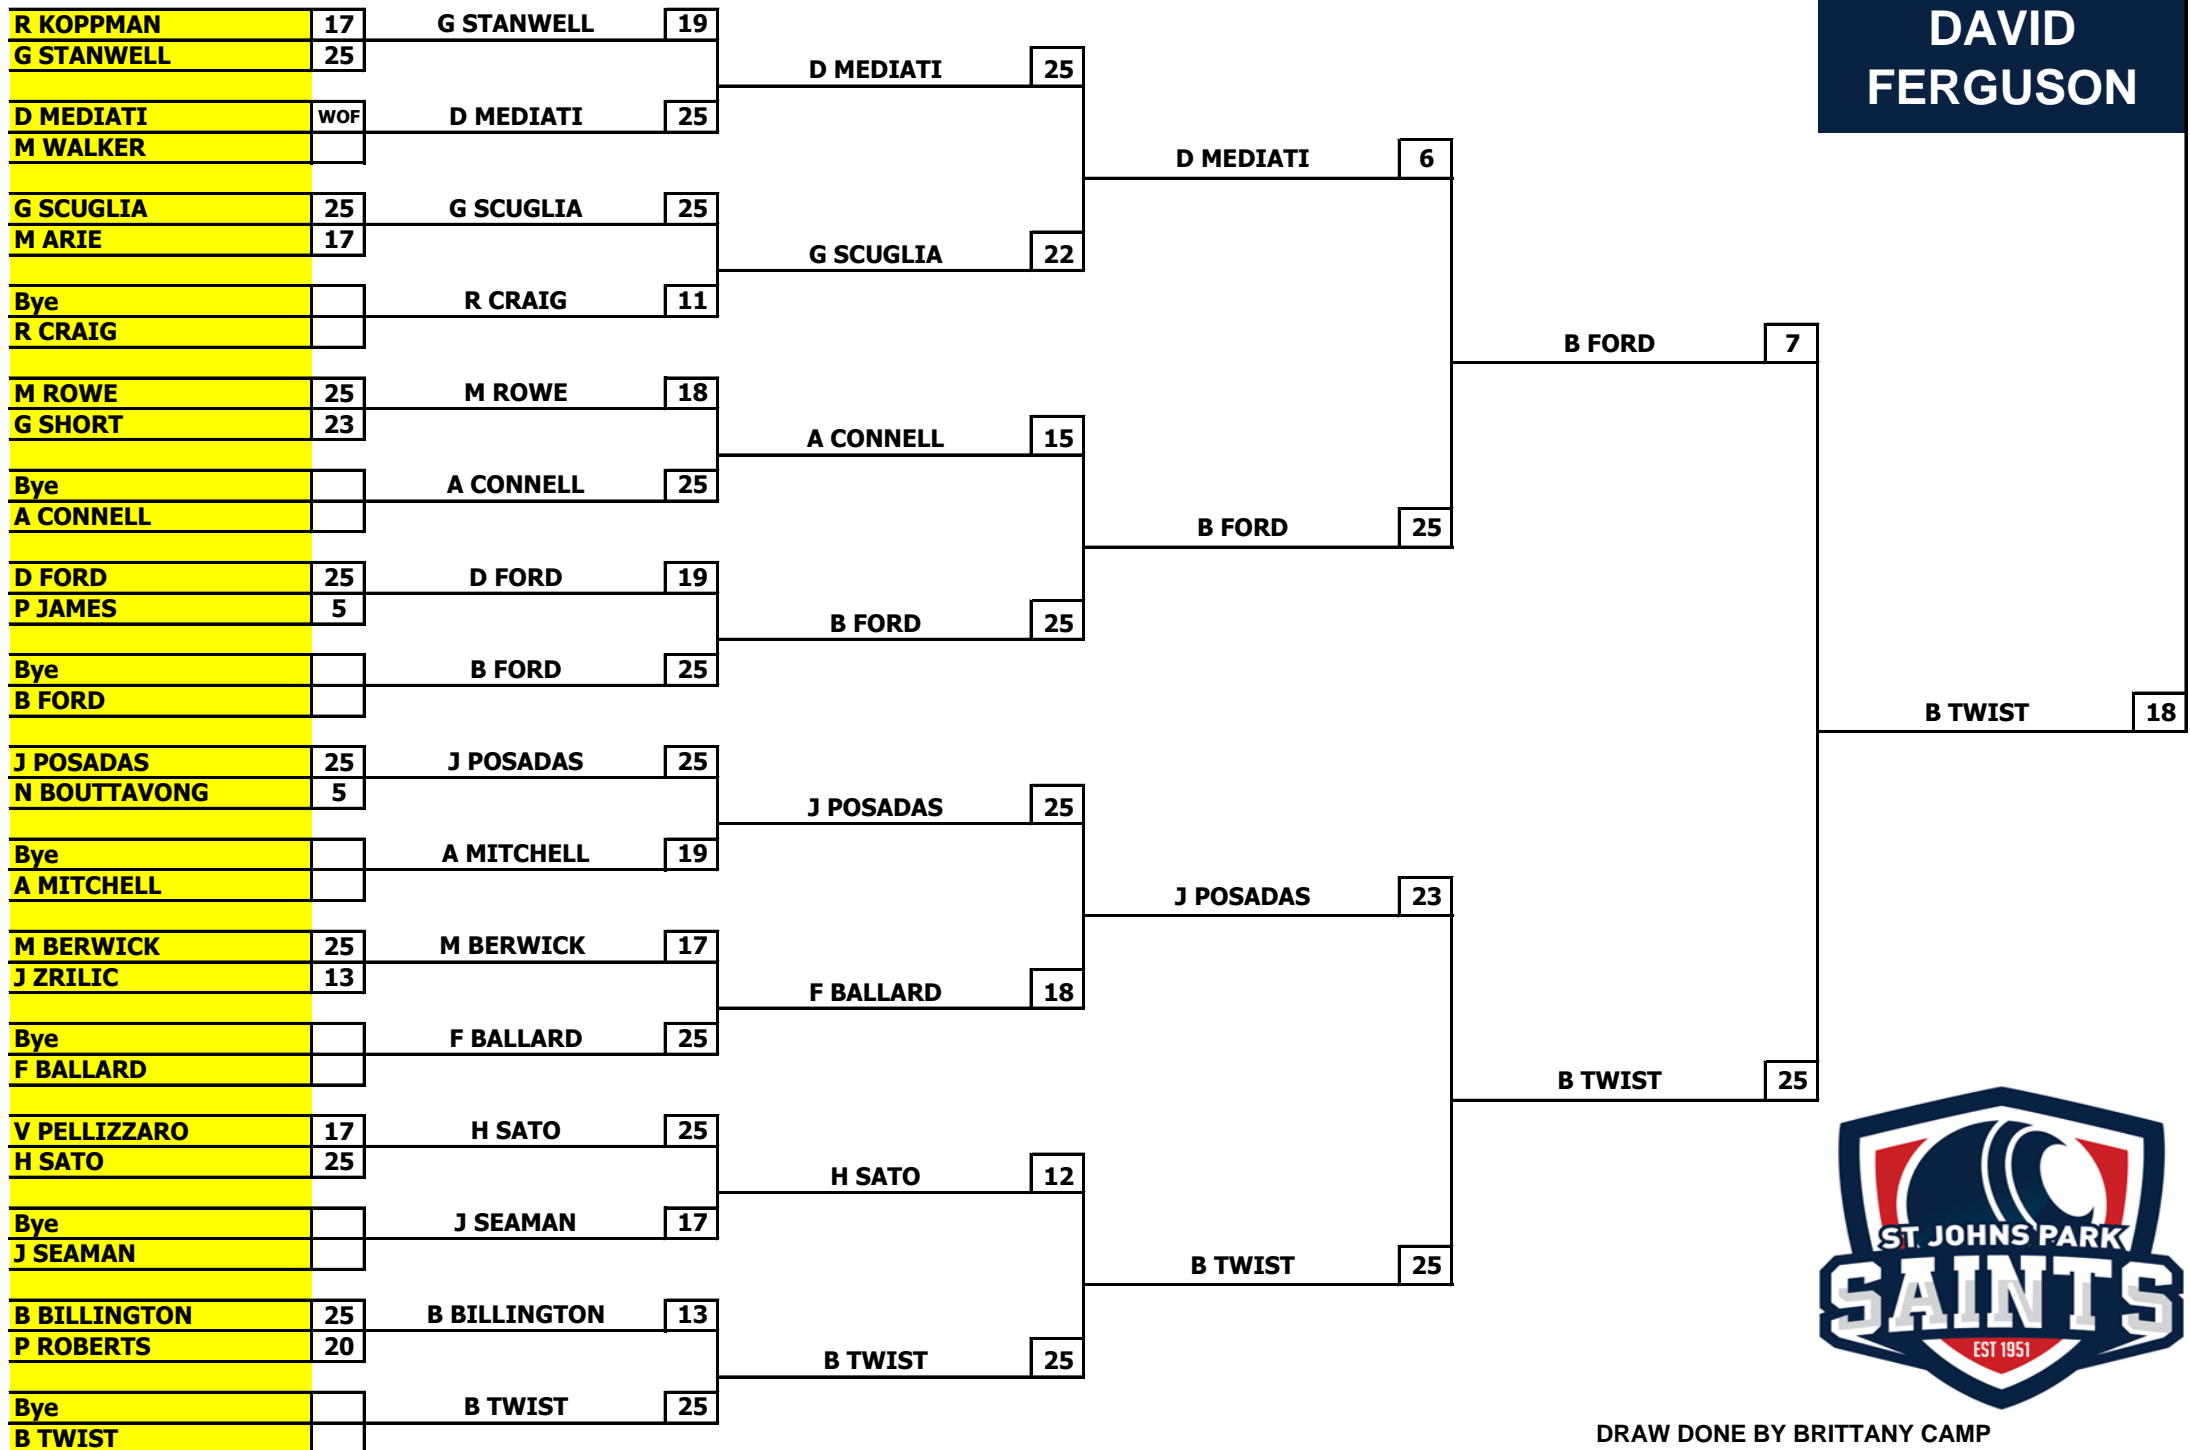 R KOPPMAN 17
G STANWELL 25
D MEDIATI WOF
M WALKER
G SCUGLIA 25
M ARIE 17
Bye
R CRAIG
M ROWE 25
G SHORT 23
Bye
A CONNELL
D FORD 25
P JAMES 5
Bye
B FORD
J POSADAS 25
N BOUTTAVONG 5
Bye
A MITCHELL
M BERWICK 25
J ZRILIC 13
Bye
F BALLARD
V PELLIZZARO 17
H SATO 25
Bye
J SEAMAN
B BILLINGTON 25
P ROBERTS 20
Bye
B TWIST
G STANWELL 19
D MEDIATI 25
G SCUGLIA 25
R CRAIG 11
M ROWE 18
A CONNELL 25
D FORD 19
B FORD 25
J POSADAS 25
A MITCHELL 19
M BERWICK 17
F BALLARD 25
H SATO 25
J SEAMAN 17
B BILLINGTON 13
B TWIST 25
D MEDIATI 25
G SCUGLIA 22
A CONNELL 15
B FORD 25
J POSADAS 25
F BALLARD 18
H SATO 12
B TWIST 25
D MEDIATI 6
B FORD 25
J POSADAS 23
B TWIST 25
B FORD 7
B TWIST 25
DAVID
FERGUSON
B TWIST 18
ST. JOHNS PARK
SAINTS
EST 1951
DRAW DONE BY BRITTANY CAMP